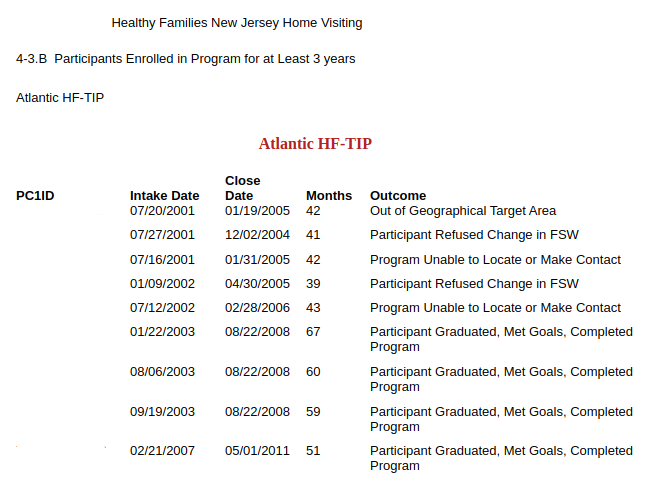 Healthy Families New Jersey Home Visiting
4-3.B Participants Enrolled in Program for at Least 3 years
Atlantic HF-TIP
Atlantic HF-TIP
Close
PC1ID Intake Date Date Months Outcome
07/20/2001 01/19/2005 42 Out of Geographical Target Area
07/27/2001 12/02/2004 41 Participant Refused Change in FSW
07/16/2001 01/31/2005 42 Program Unable to Locate or Make Contact
01/09/2002 04/30/2005 39 Participant Refused Change in FSW
07/12/2002 02/28/2006 43 Program Unable to Locate or Make Contact
01/22/2003 08/22/2008 67 Participant Graduated, Met Goals, Completed
Program
08/06/2003 08/22/2008 60 Participant Graduated, Met Goals, Completed
Program
09/19/2003 08/22/2008 59 Participant Graduated, Met Goals, Completed
Program
02/21/2007 05/01/2011 51 Participant Graduated, Met Goals, Completed
Program